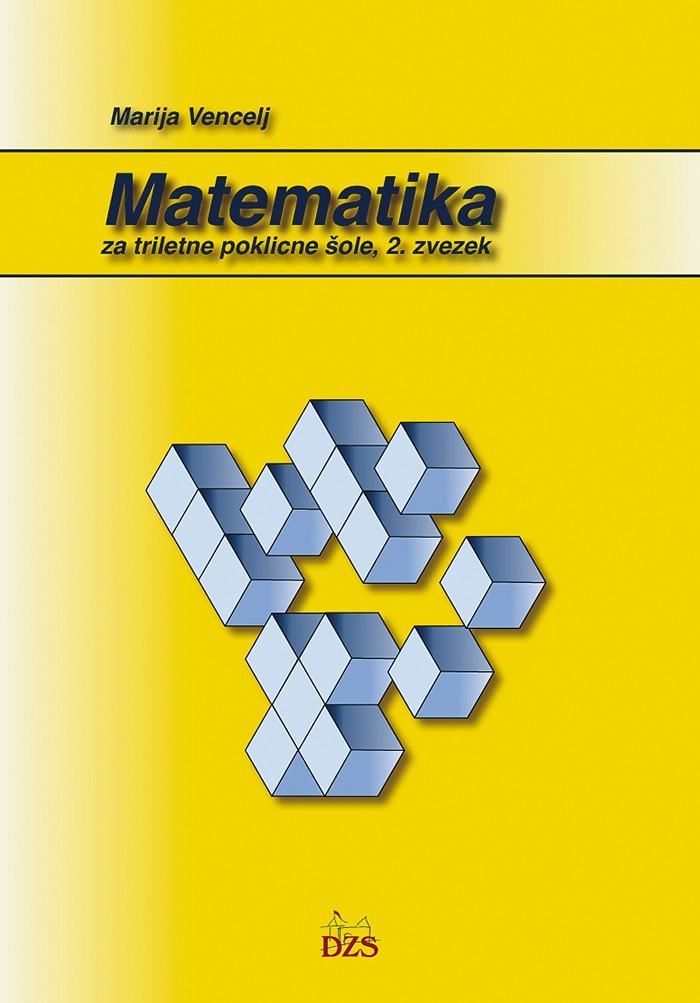 Marija Vencelj
Matematika
za triletne poklicne šole, 2. zvezek
DZS